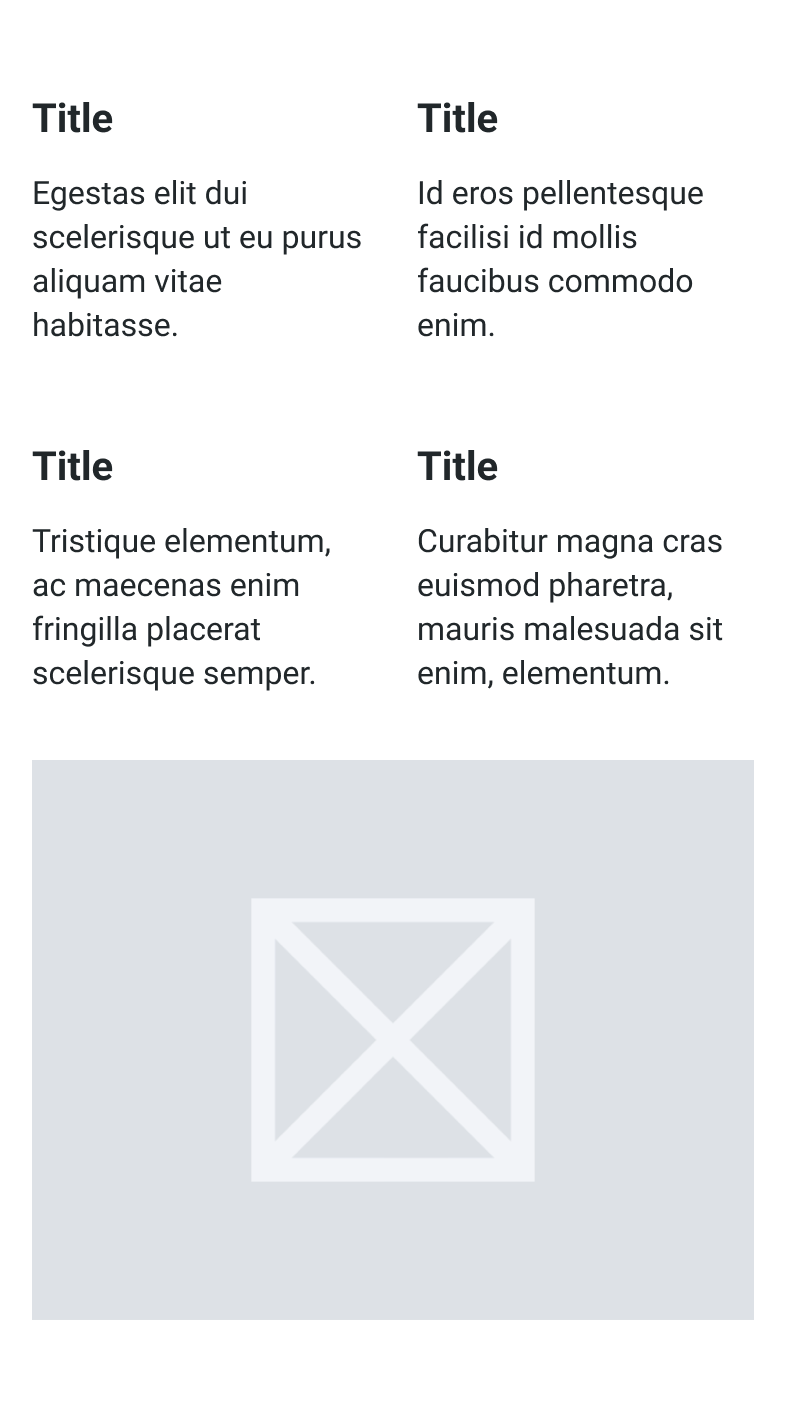 Title
Egestas elit dui
scelerisque ut eu purus
aliquam vitae
habitasse.
Title
Id eros pellentesque
facilisi id mollis
faucibus commodo
enim.
Title
Tristique elementum,
ac maecenas enim
fringilla placerat
scelerisque semper.
Title
Curabitur magna cras
euismod pharetra,
mauris malesuada sit
enim, elementum.